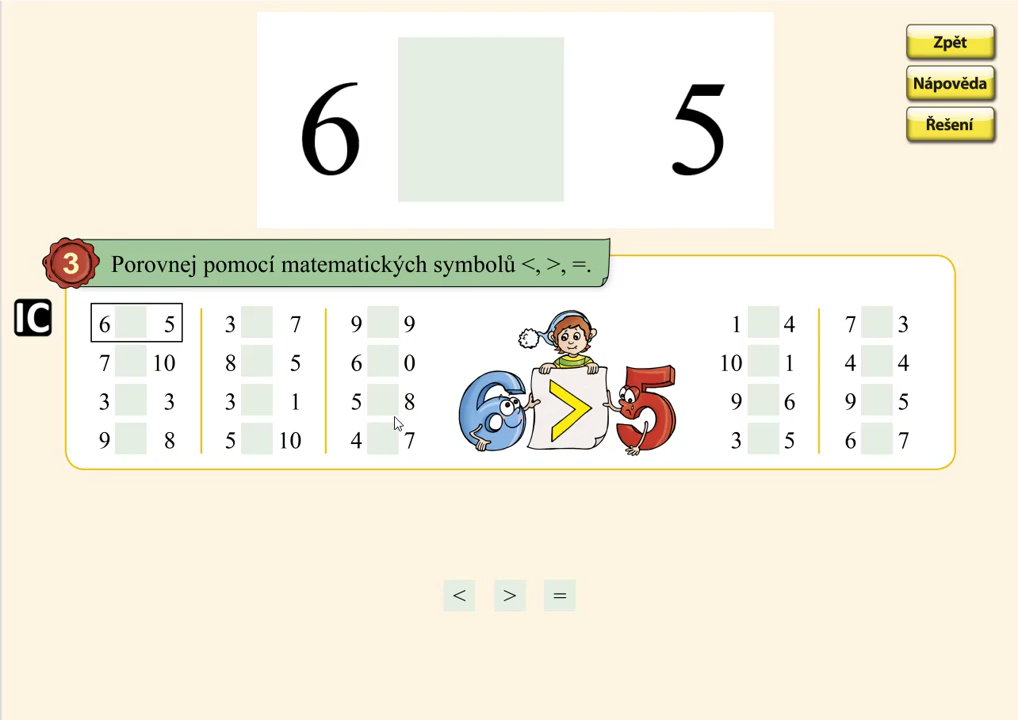 6 5
Zpět
Nápověda
Řešení
3 Porovnej pomocí matematických symbolů <, >, =.
IC
6 5 3 7 9 9 1 4 7 3
7 10 8 5 6 0 10 1 4 4
3 3 3 1 5 8 9 6 9 5
9 8 5 10 4 7 3 5 6 7
6 > 5
< > =